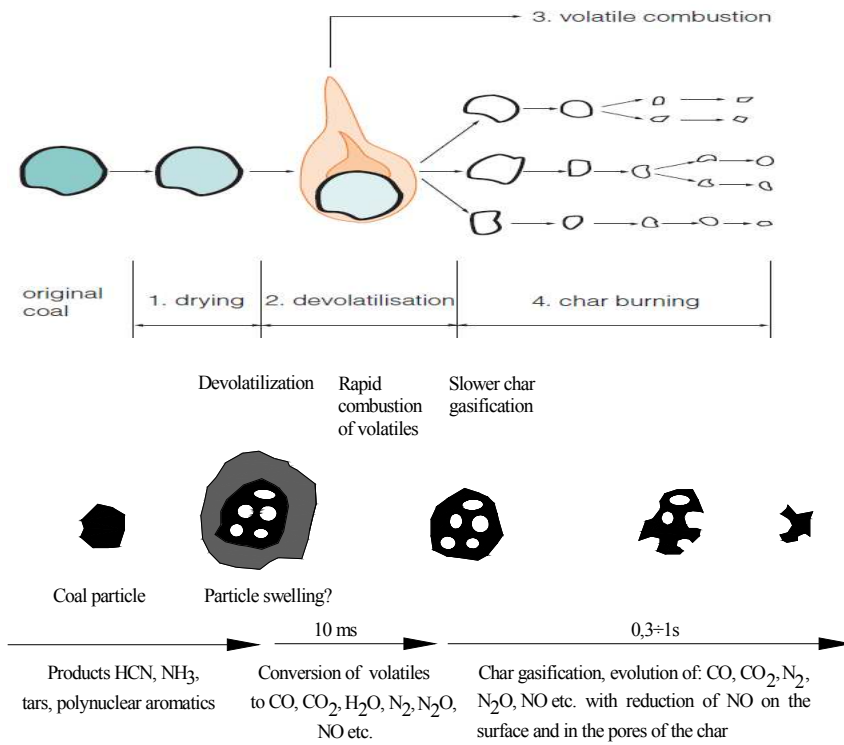 3. volatile combustion
original
coal
1. drying
2. devolatilisation
4. char burning
Devolatilization
Rapid
combustion
of volatiles
Slower char
gasification
Coal particle
Particle swelling?
10 ms
0,3÷1s
Products HCN, NH3,
tars, polynuclear aromatics
Conversion of volatiles
to CO, CO2, H2O, N2, N2O,
NO etc.
Char gasification, evolution of: CO, CO2, N2,
N2O, NO etc. with reduction of NO on the
surface and in the pores of the char